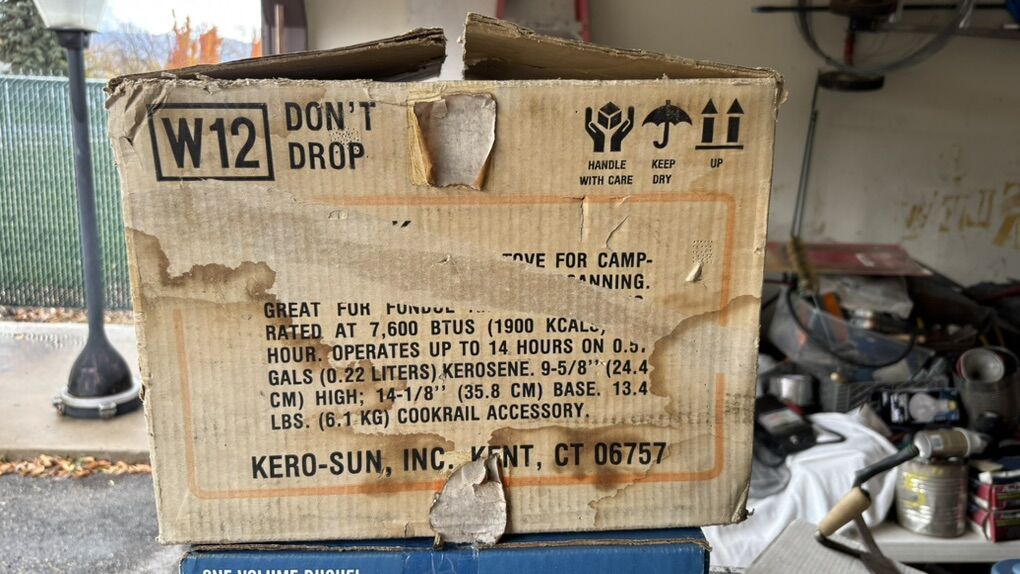 W12
DON'T
DROP
HANDLE
WITH CARE
KEEP
DRY
UP
FOR CAMP-
GREAT FOR
RATED AT 7,600 BTUS (1900 KCALS,
HOUR. OPERATES UP TO 14 HOURS ON
GALS (0.22 LITERS) KEROSENE. 9-5/8'' (24.4
CM) HIGH; 14-1/8'' (35.8 CM) BASE. 13.4
LBS. (6.1 KG) COOKRAIL ACCESSORY.
KERO-SUN, INC. KENT, CT 06757